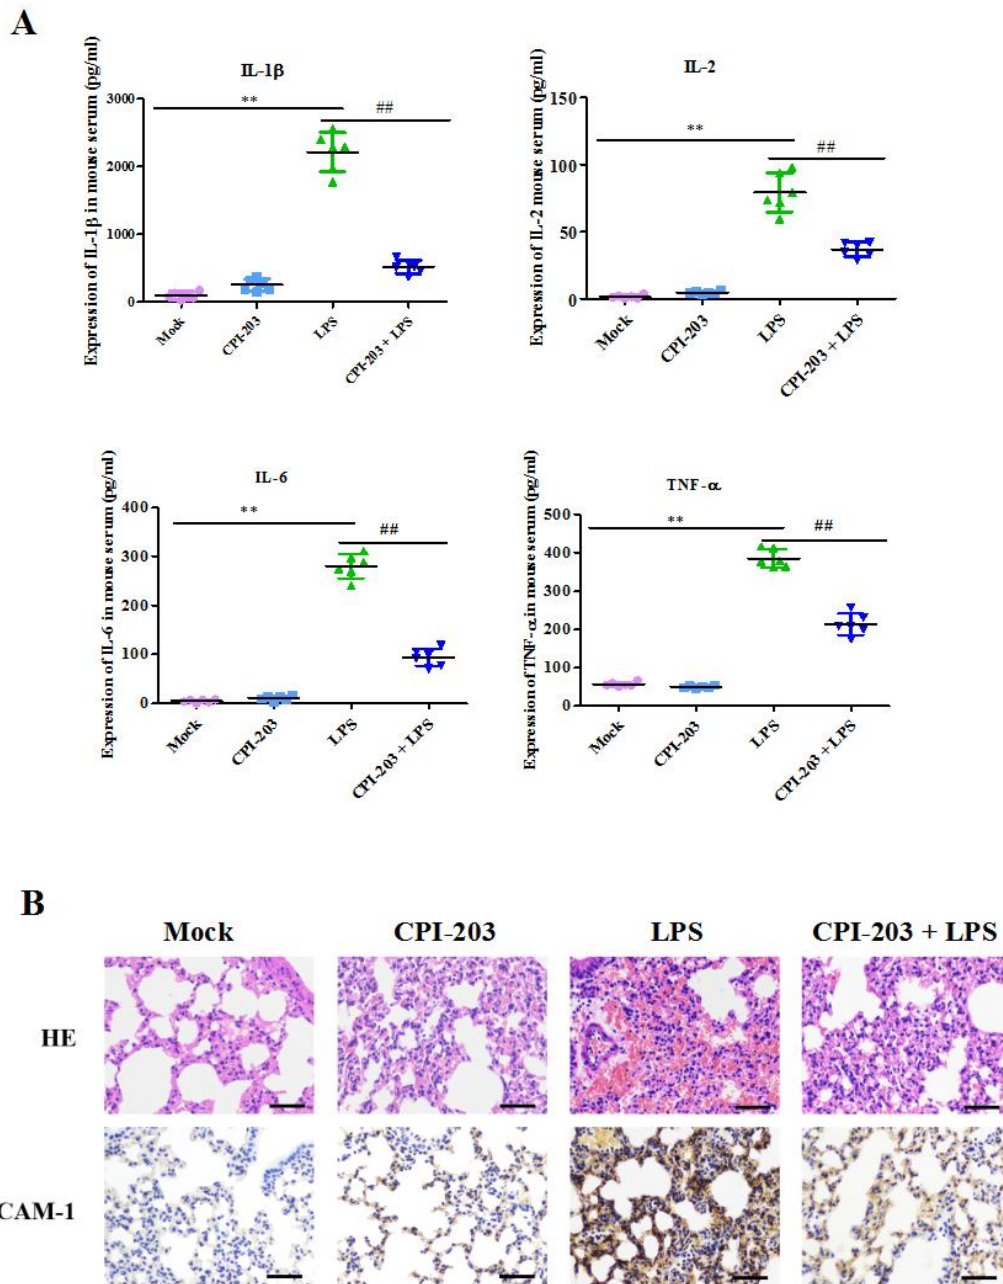 A
IL-1β
Expression of IL-1β in mouse serum (pg/ml)
3000
2000
1000
0
**
##
Mock
CPI-203
LPS
CPI-203 + LPS
IL-2
Expression of IL-2 mouse serum (pg/ml)
150
100
50
0
**
##
Mock
CPI-203
LPS
CPI-203 + LPS
IL-6
Expression of IL-6 in mouse serum (pg/ml)
400
300
200
100
0
**
##
Mock
CPI-203
LPS
CPI-203 + LPS
TNF-α
Expression of TNF-α in mouse serum (pg/ml)
500
400
300
200
100
0
**
##
Mock
CPI-203
LPS
CPI-203 + LPS
B
Mock CPI-203 LPS CPI-203 + LPS
HE
CAM-1